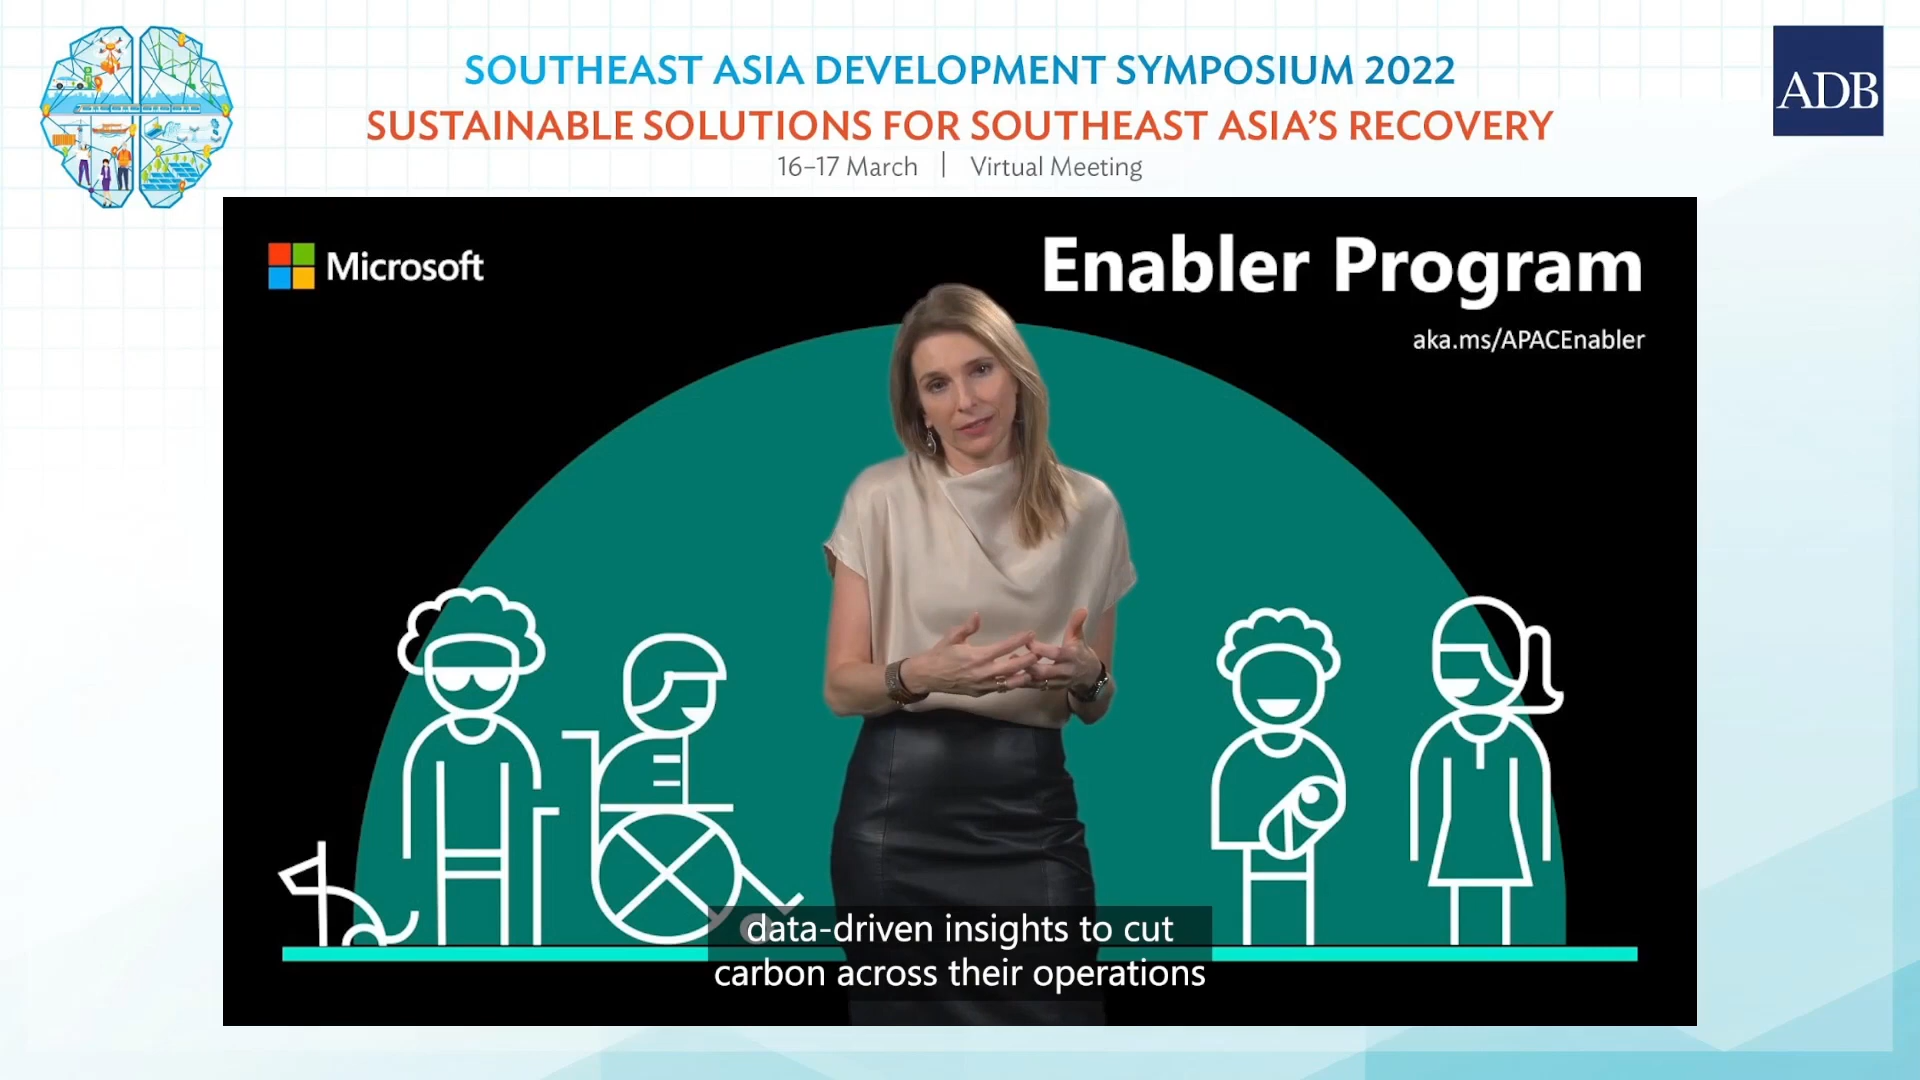 SOUTHEAST ASIA DEVELOPMENT SYMPOSIUM 2022
SUSTAINABLE SOLUTIONS FOR SOUTHEAST ASIA'S RECOVERY
16–17 March | Virtual Meeting
ADB
Microsoft
Enabler Program
aka.ms/APACEnabler
data-driven insights to cut
carbon across their operations